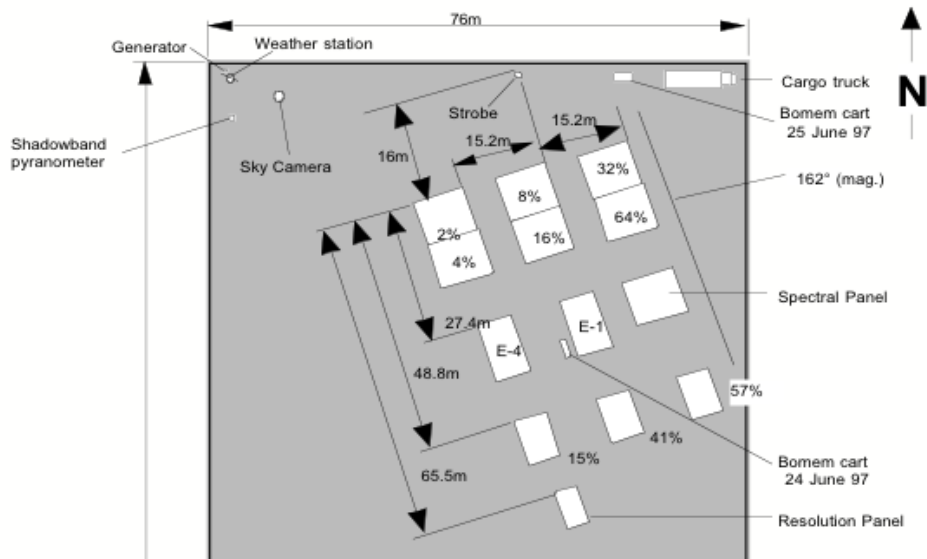 76m
Generator
Weather station
N
Cargo truck
Strobe
Bomem cart
25 June 97
Shadowband
pyranometer
Sky Camera
16m
15.2m
15.2m
162° (mag.)
32%
8%
64%
2%
16%
4%
Spectral Panel
27.4m
E-1
E-4
48.8m
57%
41%
15%
Bomem cart
24 June 97
65.5m
Resolution Panel